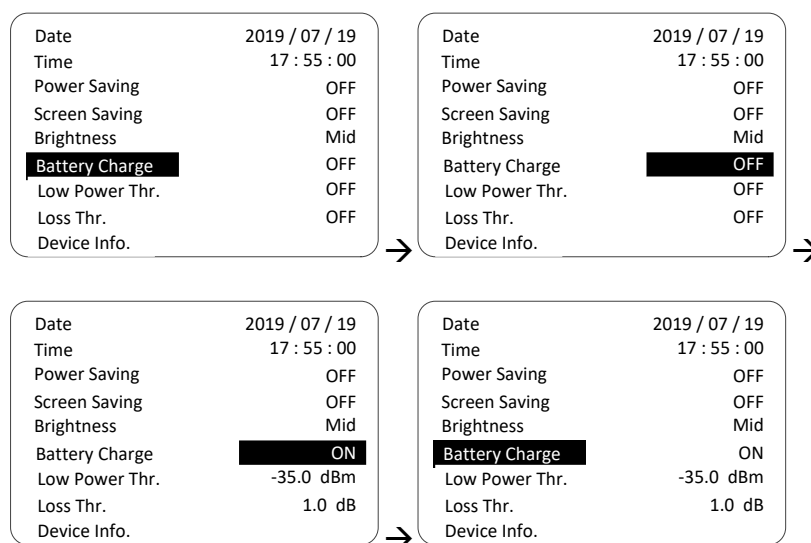 Date 2019 / 07 / 19
Time 17 : 55 : 00
Power Saving OFF
Screen Saving OFF
Brightness Mid
Battery Charge OFF
Low Power Thr. OFF
Loss Thr. OFF
Device Info.
→
Date 2019 / 07 / 19
Time 17 : 55 : 00
Power Saving OFF
Screen Saving OFF
Brightness Mid
Battery Charge OFF
Low Power Thr. OFF
Loss Thr. OFF
Device Info.
→
Date 2019 / 07 / 19
Time 17 : 55 : 00
Power Saving OFF
Screen Saving OFF
Brightness Mid
Battery Charge ON
Low Power Thr. -35.0 dBm
Loss Thr. 1.0 dB
Device Info.
→
Date 2019 / 07 / 19
Time 17 : 55 : 00
Power Saving OFF
Screen Saving OFF
Brightness Mid
Battery Charge ON
Low Power Thr. -35.0 dBm
Loss Thr. 1.0 dB
Device Info.